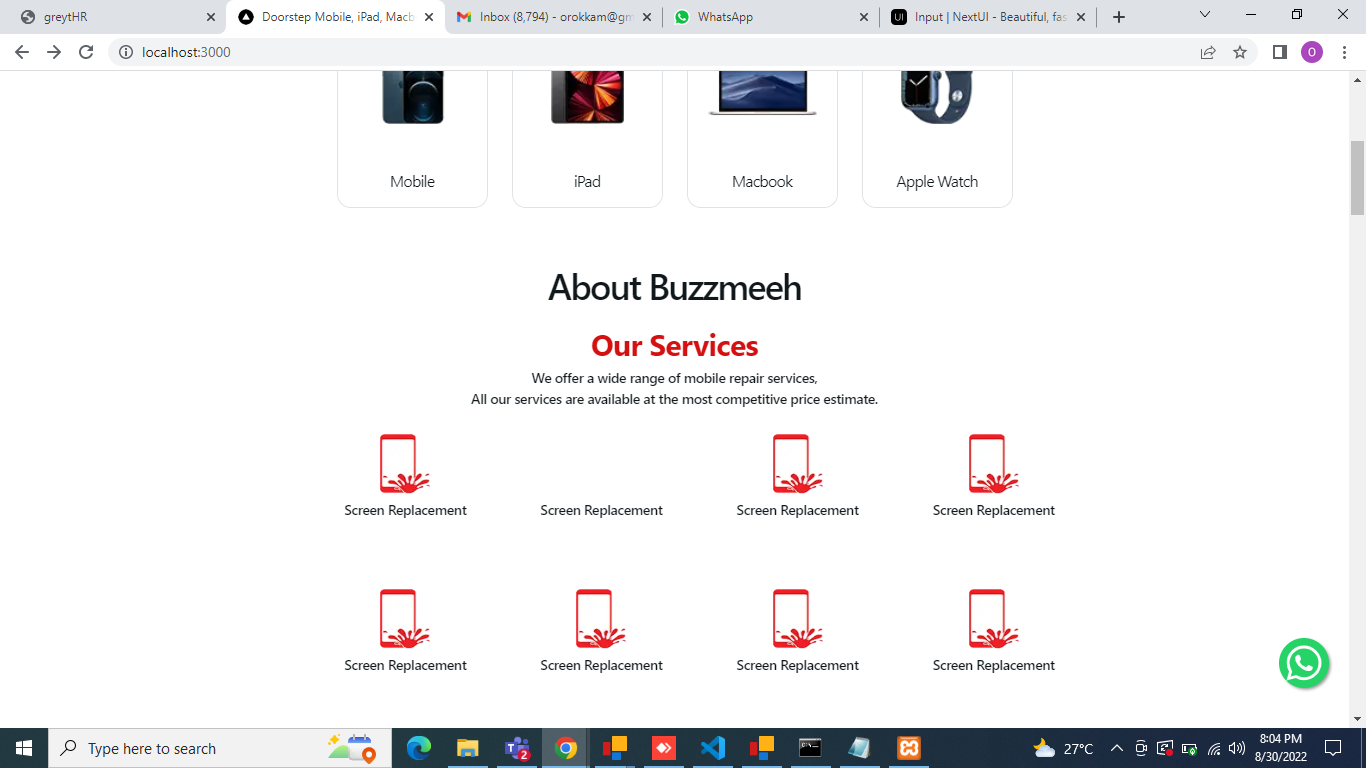 greytHR
Doorstep Mobile, iPad, Macb
Inbox (8,794) - orokkam@gm
WhatsApp
UI
Input | NextUI - Beautiful, fas
localhost:3000
O
Mobile
iPad
Macbook
Apple Watch
About Buzzmeeh
Our Services
We offer a wide range of mobile repair services,
All our services are available at the most competitive price estimate.
Screen Replacement
Screen Replacement
Screen Replacement
Screen Replacement
Screen Replacement
Screen Replacement
Screen Replacement
Screen Replacement
Type here to search
2
27°C
8:04 PM
8/30/2022